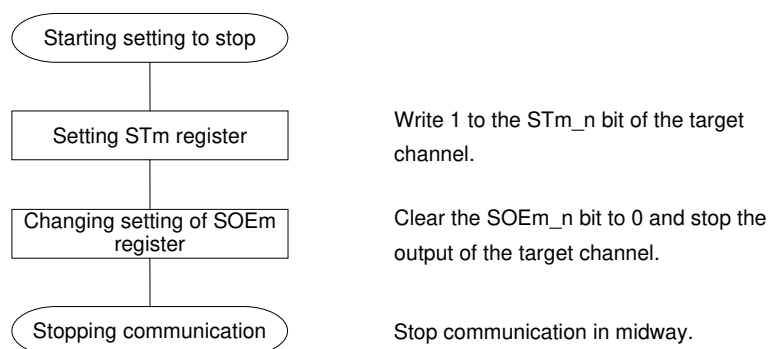 Starting setting to stop
Setting STm register
Write 1 to the STm_n bit of the target
channel.
Changing setting of SOEm
register
Clear the SOEm_n bit to 0 and stop the
output of the target channel.
Stopping communication
Stop communication in midway.